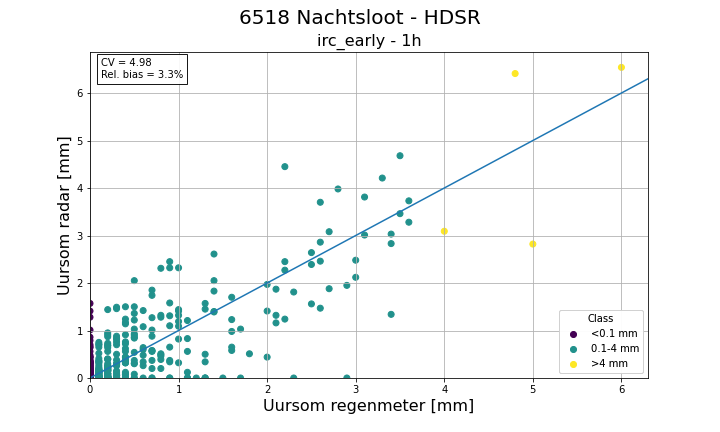 6518 Nachtsloot - HDSR
irc_early - 1h
CV = 4.98
Rel. bias = 3.3%
Uursom radar [mm]
6
5
4
3
2
1
0
0
1
2
3
4
5
6
Uursom regenmeter [mm]
Class
<0.1 mm
0.1-4 mm
>4 mm